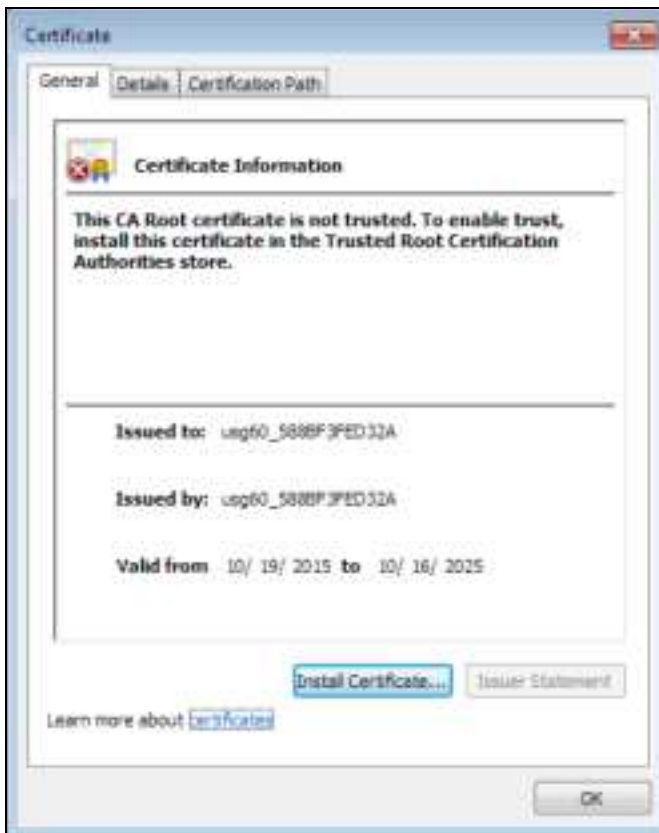 Certificate
General Details Certification Path
Certificate Information
This CA Root certificate is not trusted. To enable trust,
install this certificate in the Trusted Root Certification
Authorities store.
Issued to: usg60_588BF3FED32A
Issued by: usg60_588BF3FED32A
Valid from 10/ 19/ 2015 to 10/ 16/ 2025
Install Certificate... Issuer Statement
Learn more about certificates
OK